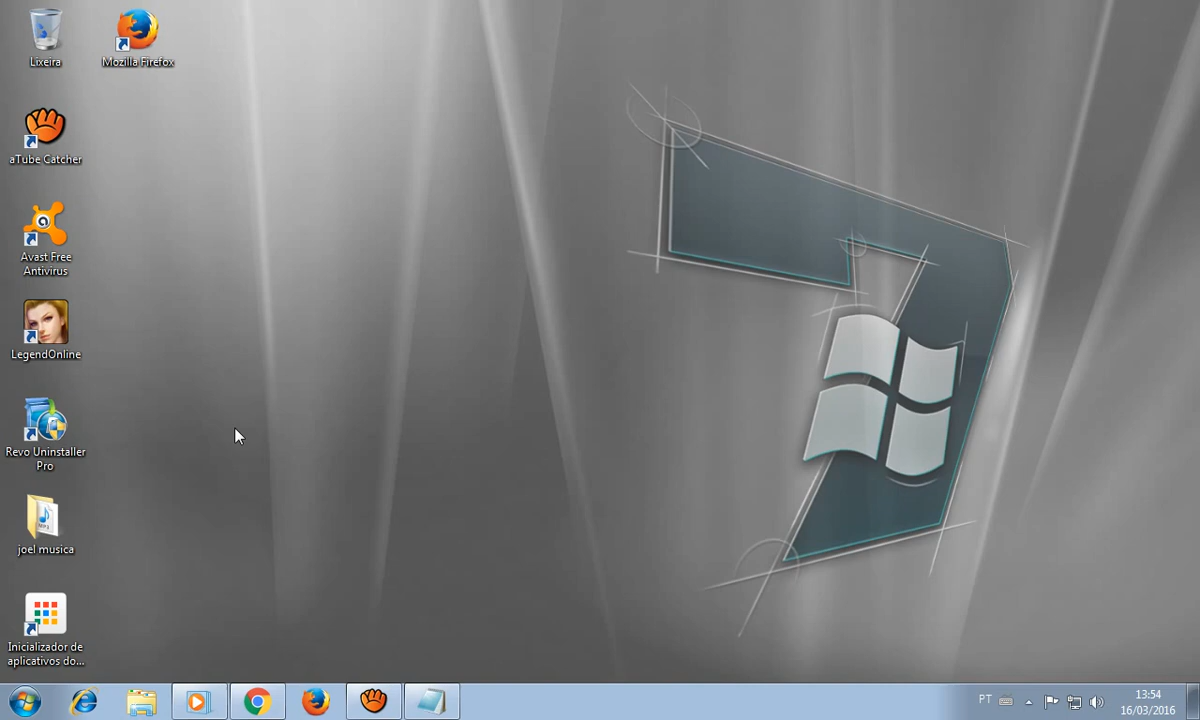 Lixeira
Mozilla Firefox
aTube Catcher
Avast Free
Antivirus
LegendOnline
Revo Uninstaller
Pro
MP3
joel musica
Inicializador de
aplicativos do...
PT
13:54
16/03/2016